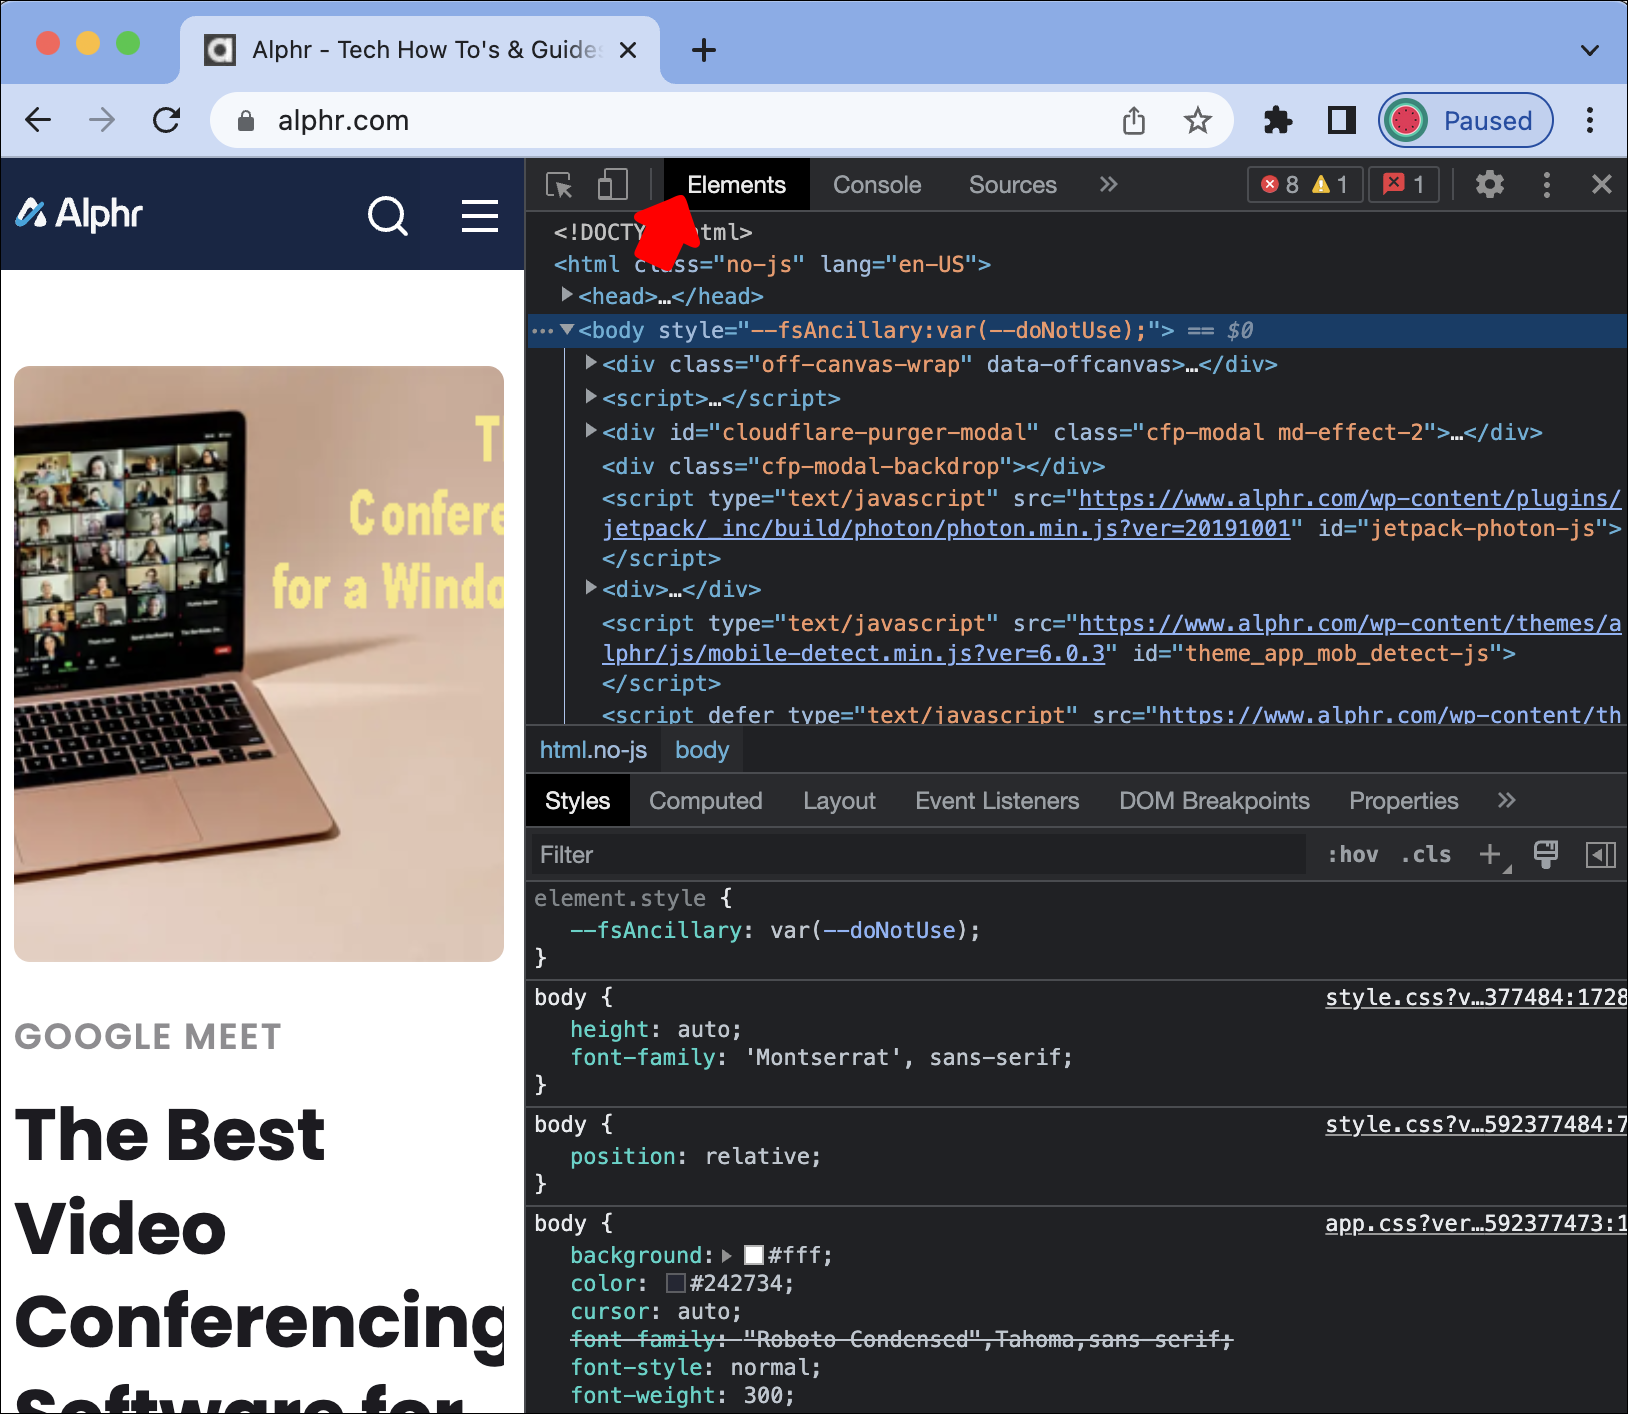 Alphr - Tech How To's & Guides
alphr.com
Paused
Alphr
T
Confere
for a Windo
GOOGLE MEET
The Best
Video
Conferencing
Software for
Elements Console Sources » 8 1 1
<!DOCTY html>
<html class="no-js" lang="en-US">
<head>…</head>
<body style="--fsAncillary:var(--doNotUse);"> == $0
<div class="off-canvas-wrap" data-offcanvas>…</div>
<script>…</script>
<div id="cloudflare-purger-modal" class="cfp-modal md-effect-2">…</div>
<div class="cfp-modal-backdrop"></div>
<script type="text/javascript" src="https://www.alphr.com/wp-content/plugins/
jetpack/_inc/build/photon/photon.min.js?ver=20191001" id="jetpack-photon-js">
</script>
<div>…</div>
<script type="text/javascript" src="https://www.alphr.com/wp-content/themes/a
lphr/js/mobile-detect.min.js?ver=6.0.3" id="theme_app_mob_detect-js">
</script>
<script defer type="text/javascript" src="https://www.alphr.com/wp-content/th
html.no-js body
Styles Computed Layout Event Listeners DOM Breakpoints Properties »
Filter :hov .cls +
element.style {
--fsAncillary: var(--doNotUse);
}
body { style.css?v…377484:1728
height: auto;
font-family: 'Montserrat', sans-serif;
}
body { style.css?v…592377484:7
position: relative;
}
body { app.css?ver…592377473:1
background: #fff;
color: #242734;
cursor: auto;
font-family: "Roboto Condensed",Tahoma,sans-serif;
font-style: normal;
font-weight: 300;